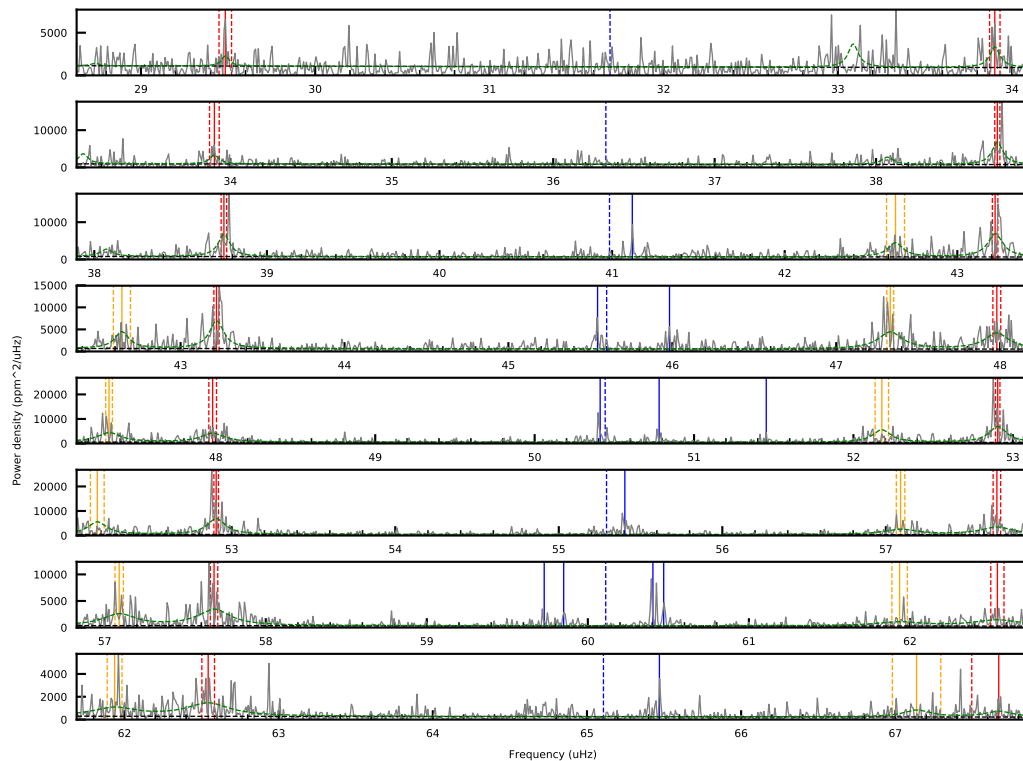 5000
0
29 30 31 32 33 34
10000
0
34 35 36 37 38
10000
0
38 39 40 41 42 43
15000
10000
5000
0
43 44 45 46 47 48
20000
10000
0
48 49 50 51 52 53
20000
10000
0
53 54 55 56 57
10000
5000
0
57 58 59 60 61 62
4000
2000
0
62 63 64 65 66 67
Power density (ppm^2/uHz)
Frequency (uHz)